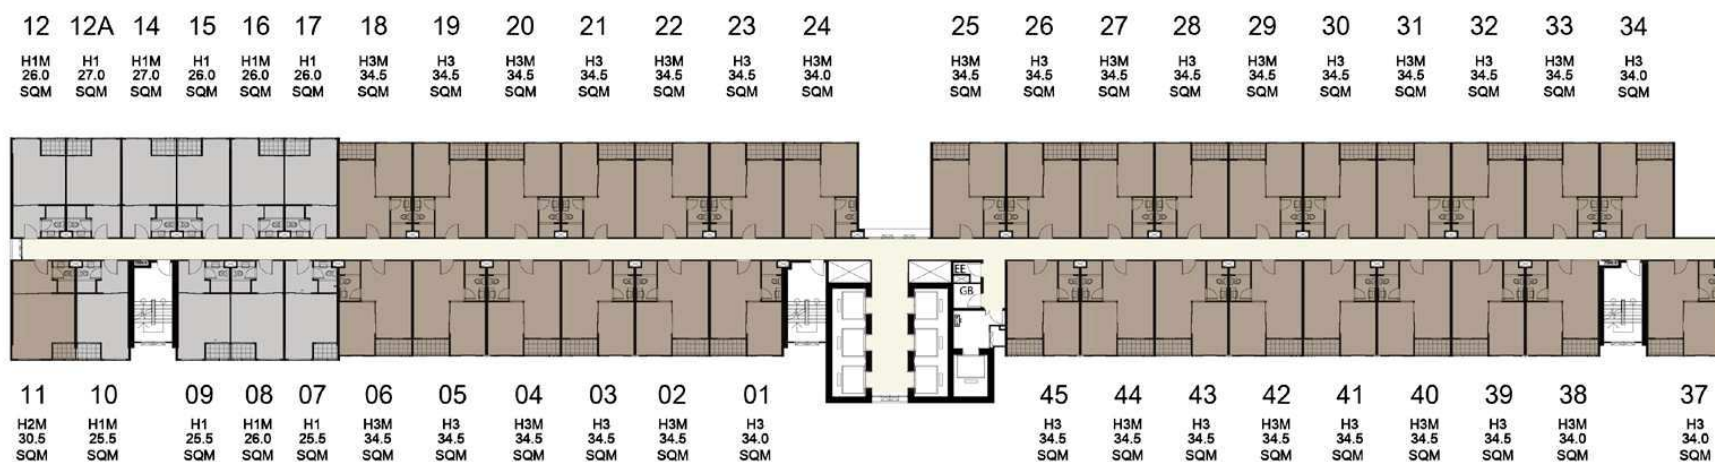 12 12A 14 15 16 17 18 19 20 21 22 23 24 25 26 27 28 29 30 31 32 33 34
H1M H1 H1M H1 H1M H1 H3M H3 H3M H3 H3M H3 H3M H3M H3 H3M H3 H3M H3 H3M H3 H3M H3
26.0 27.0 27.0 26.0 26.0 26.0 34.5 34.5 34.5 34.5 34.5 34.5 34.0 34.5 34.5 34.5 34.5 34.5 34.5 34.5 34.5 34.5 34.0
SQM SQM SQM SQM SQM SQM SQM SQM SQM SQM SQM SQM SQM SQM SQM SQM SQM SQM SQM SQM SQM SQM SQM
EE
GB
11 10 09 08 07 06 05 04 03 02 01 45 44 43 42 41 40 39 38 37
H2M H1M H1 H1M H1 H3M H3 H3M H3 H3M H3 H3 H3M H3 H3M H3 H3M H3 H3M H3
30.5 25.5 25.5 26.0 25.5 34.5 34.5 34.5 34.5 34.5 34.0 34.5 34.5 34.5 34.5 34.5 34.5 34.5 34.0 34.0
SQM SQM SQM SQM SQM SQM SQM SQM SQM SQM SQM SQM SQM SQM SQM SQM SQM SQM SQM SQM